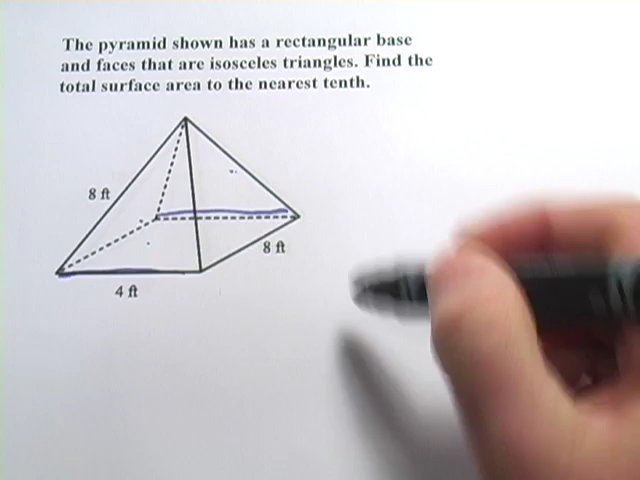 The pyramid shown has a rectangular base
and faces that are isosceles triangles. Find the
total surface area to the nearest tenth.
8 ft
8 ft
4 ft